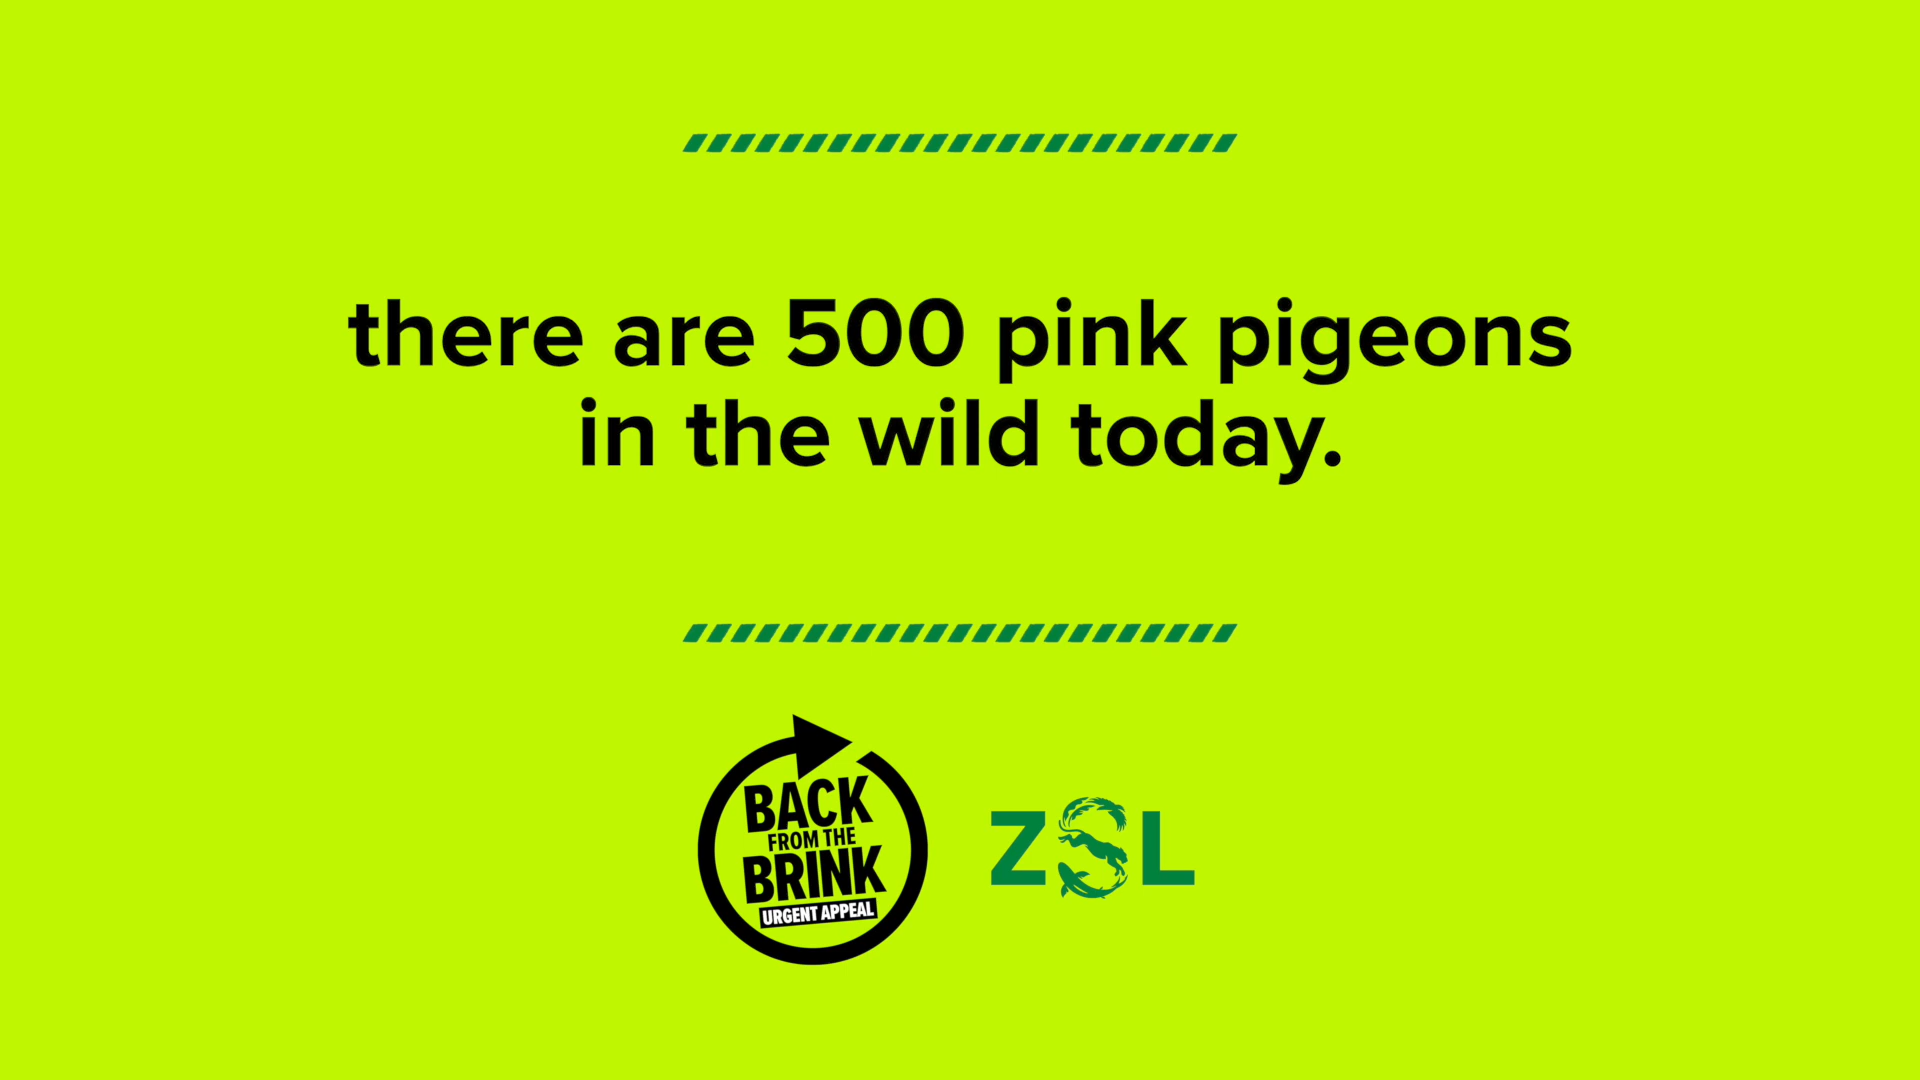 there are 500 pink pigeons
in the wild today.
BACK
FROM THE
BRINK
URGENT APPEAL
ZSL